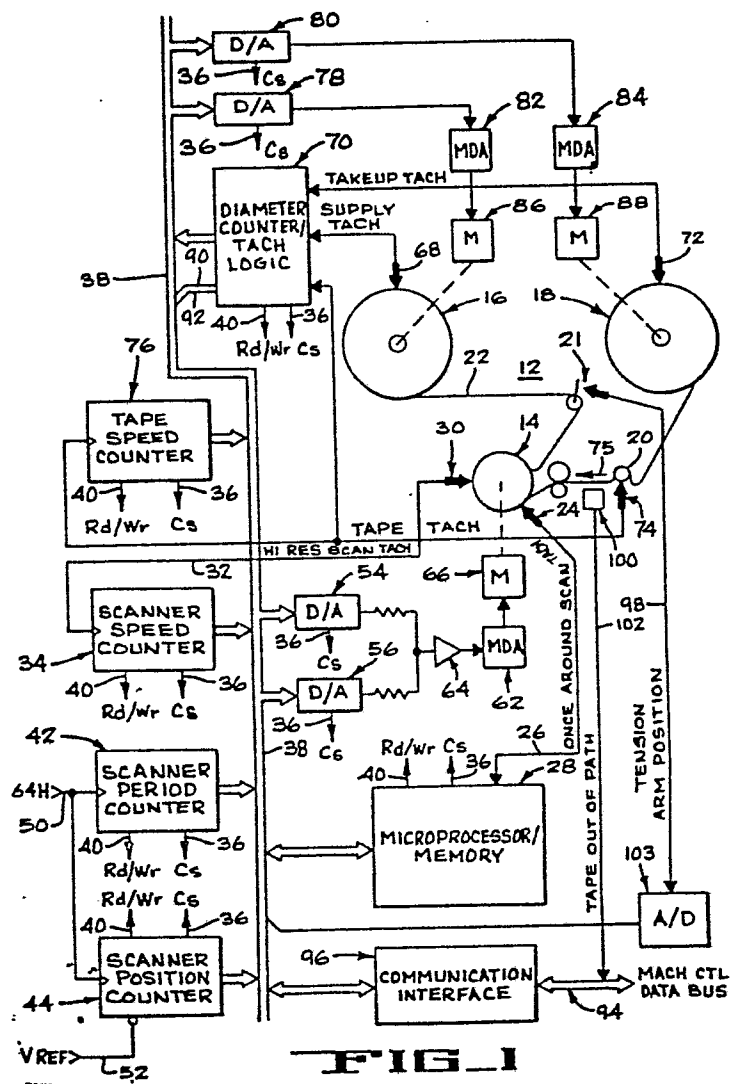 80
D/A
36 Cs 78
D/A
36 Cs 70
82
84
MDA
MDA
TAKEUP TACH
DIAMETER
COUNTER/
TACH
LOGIC
SUPPLY
TACH
86
88
M
M
38
90
92
68
72
16
18
40 36
Rd/Wr Cs
76
22
12
21
TAPE
SPEED
COUNTER
14
30
75
20
40 36
Rd/Wr Cs
24
74
100
TAPE TACH
HI RES SCAN TACH
32
66
M
54
D/A
36
Cs
56
D/A
36
Cs
64
MDA
62
ONCE AROUND SCAN
TACH
102
98
SCANNER
SPEED
COUNTER
34
40 36
Rd/Wr Cs
38
TAPE OUT OF PATH
TENSION
ARM POSITION
42
64H
50
SCANNER
PERIOD
COUNTER
40 36
Rd/Wr Cs
Rd/Wr Cs
40 36
26
28
MICROPROCESSOR/
MEMORY
103
A/D
Rd/Wr Cs
40 36
SCANNER
POSITION
COUNTER
44
96
COMMUNICATION
INTERFACE
94
MACH CTL
DATA BUS
VREF
52
FIG_1